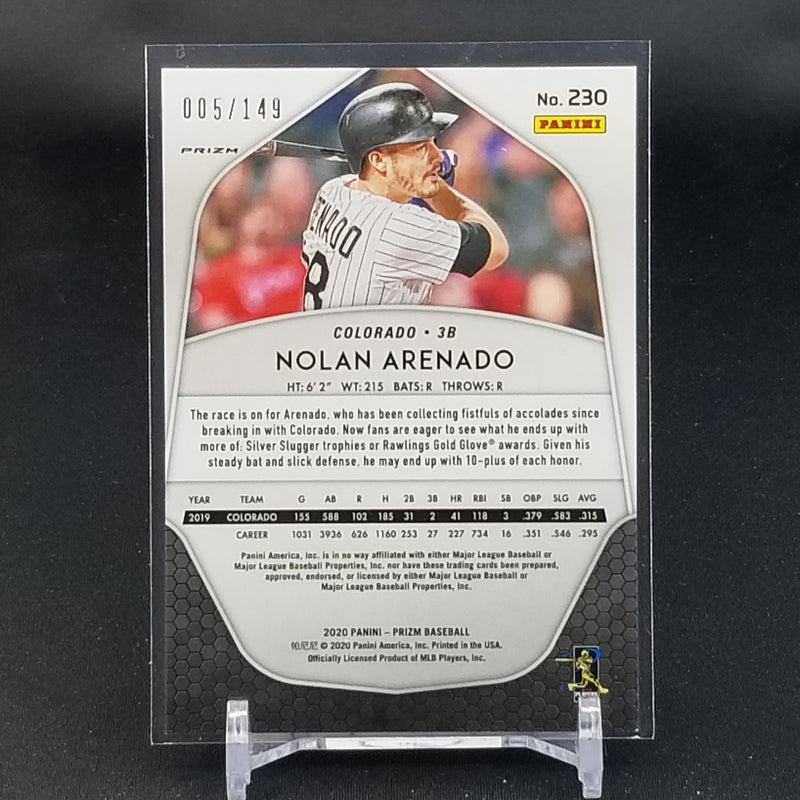 005/149
No. 230
PANINI
PRIZM
ENADO
8
COLORADO • 3B
NOLAN ARENADO
HT: 6' 2" WT: 215 BATS: R THROWS: R
The race is on for Arenado, who has been collecting fistfuls of accolades since
breaking in with Colorado. Now fans are eager to see what he ends up with
more of: Silver Slugger trophies or Rawlings Gold Glove® awards. Given his
steady bat and slick defense, he may end up with 10-plus of each honor.
YEAR TEAM G AB R H 2B 3B HR RBI SB OBP SLG AVG
2019 COLORADO 155 588 102 185 31 2 41 118 3 .379 .583 .315
CAREER 1031 3936 626 1160 253 27 227 734 16 .351 .546 .295
Panini America, Inc. is in no way affiliated with either Major League Baseball or
Major League Baseball Properties, Inc. nor have these trading cards been prepared,
approved, endorsed, or licensed by either Major League Baseball or
Major League Baseball Properties, Inc.
2020 PANINI – PRIZM BASEBALL
帕尼尼 © 2020 Panini America, Inc. Printed in the USA.
Officially Licensed Product of MLB Players, Inc.